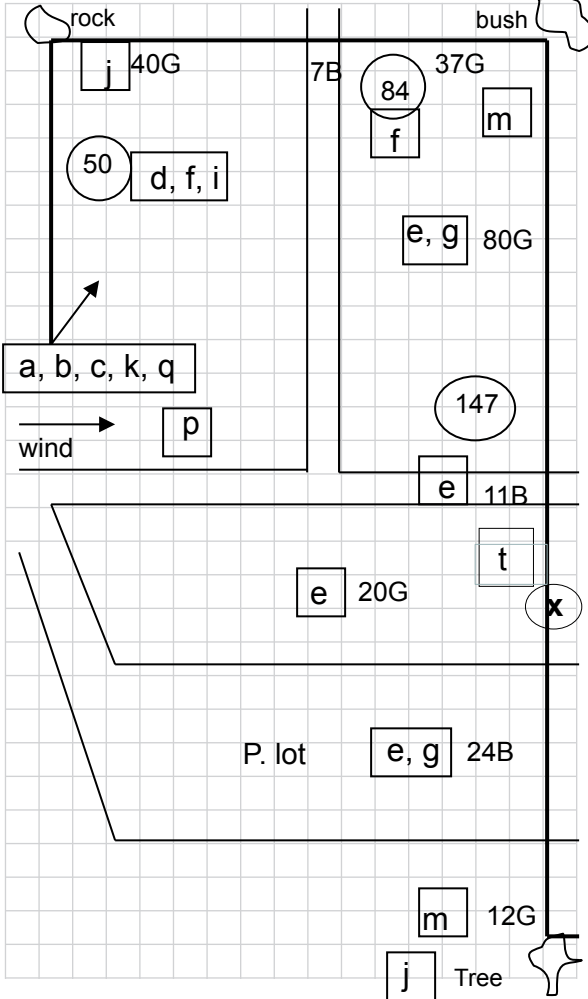 rock
bush
j 40G
7B
37G
84
m
f
50
d, f, i
e, g 80G
a, b, c, k, q
147
p
wind
e 11B
t
e 20G
x
P. lot
e, g 24B
m 12G
j Tree